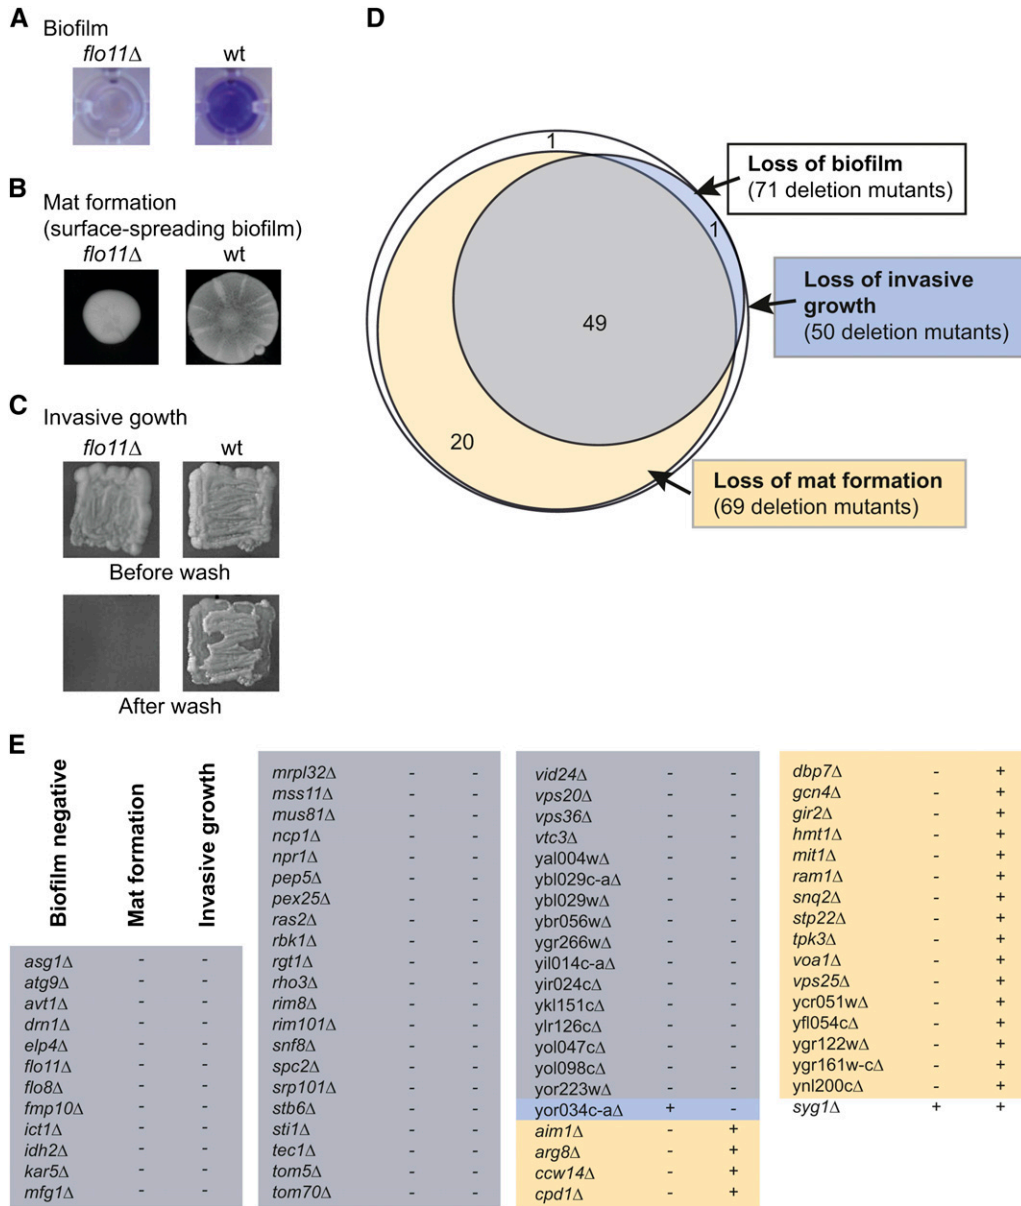 A
Biofilm
flo11Δ wt
B
Mat formation
(surface-spreading biofilm)
flo11Δ wt
C
Invasive gowth
flo11Δ wt
Before wash
After wash
D
1
1
49
20
Loss of biofilm
(71 deletion mutants)
Loss of invasive
growth
(50 deletion mutants)
Loss of mat formation
(69 deletion mutants)
E
Biofilm negative
Mat formation
Invasive growth
asg1Δ - -
atg9Δ - -
avt1Δ - -
drn1Δ - -
elp4Δ - -
flo11Δ - -
flo8Δ - -
fmp10Δ - -
ict1Δ - -
idh2Δ - -
kar5Δ - -
mfg1Δ - -
mrpl32Δ - -
mss11Δ - -
mus81Δ - -
ncp1Δ - -
npr1Δ - -
pep5Δ - -
pex25Δ - -
ras2Δ - -
rbk1Δ - -
rgt1Δ - -
rho3Δ - -
rim8Δ - -
rim101Δ - -
snf8Δ - -
spc2Δ - -
srp101Δ - -
stb6Δ - -
sti1Δ - -
tec1Δ - -
tom5Δ - -
tom70Δ - -
vid24Δ - -
vps20Δ - -
vps36Δ - -
vtc3Δ - -
yal004wΔ - -
ybl029c-aΔ - -
ybl029wΔ - -
ybr056wΔ - -
ygr266wΔ - -
yil014c-aΔ - -
yir024cΔ - -
ykl151cΔ - -
ylr126cΔ - -
yol047cΔ - -
yol098cΔ - -
yor223wΔ - -
yor034c-aΔ + -
aim1Δ - +
arg8Δ - +
ccw14Δ - +
cpd1Δ - +
dbp7Δ - +
gcn4Δ - +
gir2Δ - +
hmt1Δ - +
mit1Δ - +
ram1Δ - +
snq2Δ - +
stp22Δ - +
tpk3Δ - +
voa1Δ - +
vps25Δ - +
ycr051wΔ - +
yfl054cΔ - +
ygr122wΔ - +
ygr161w-cΔ - +
ynl200cΔ - +
syg1Δ + +